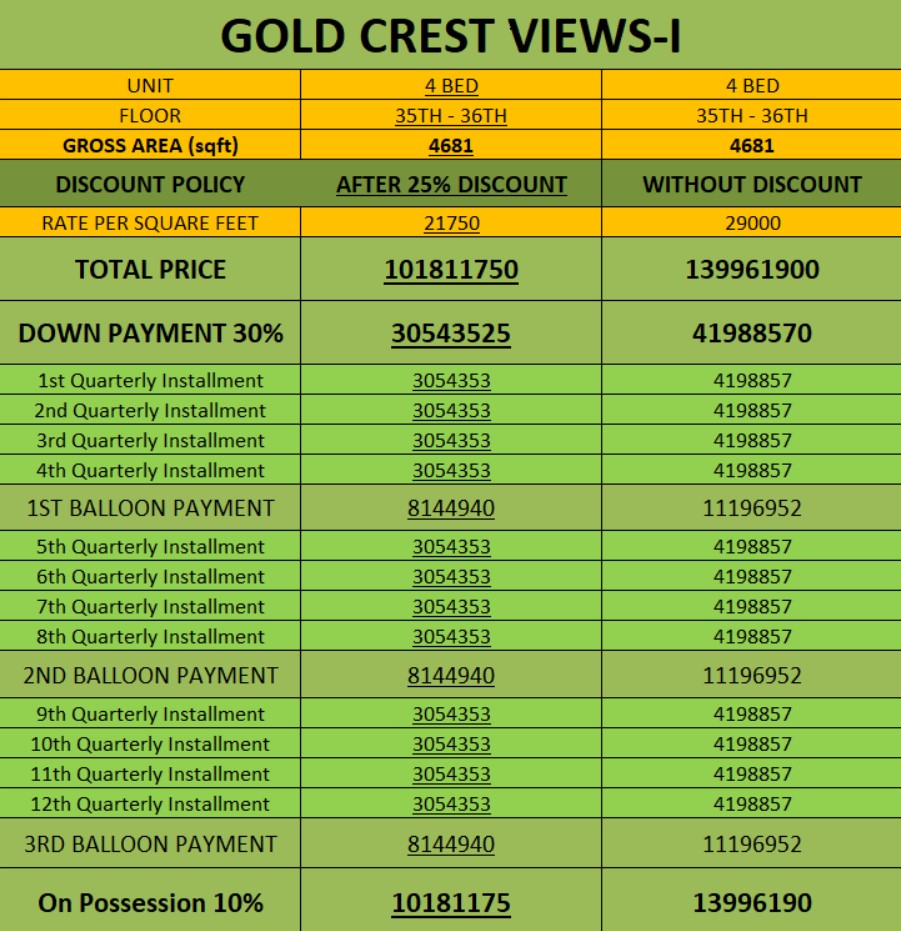 GOLD CREST VIEWS-I
UNIT 4 BED 4 BED
FLOOR 35TH - 36TH 35TH - 36TH
GROSS AREA (sqft) 4681 4681
DISCOUNT POLICY AFTER 25% DISCOUNT WITHOUT DISCOUNT
RATE PER SQUARE FEET 21750 29000
TOTAL PRICE 101811750 139961900
DOWN PAYMENT 30% 30543525 41988570
1st Quarterly Installment 3054353 4198857
2nd Quarterly Installment 3054353 4198857
3rd Quarterly Installment 3054353 4198857
4th Quarterly Installment 3054353 4198857
1ST BALLOON PAYMENT 8144940 11196952
5th Quarterly Installment 3054353 4198857
6th Quarterly Installment 3054353 4198857
7th Quarterly Installment 3054353 4198857
8th Quarterly Installment 3054353 4198857
2ND BALLOON PAYMENT 8144940 11196952
9th Quarterly Installment 3054353 4198857
10th Quarterly Installment 3054353 4198857
11th Quarterly Installment 3054353 4198857
12th Quarterly Installment 3054353 4198857
3RD BALLOON PAYMENT 8144940 11196952
On Possession 10% 10181175 13996190